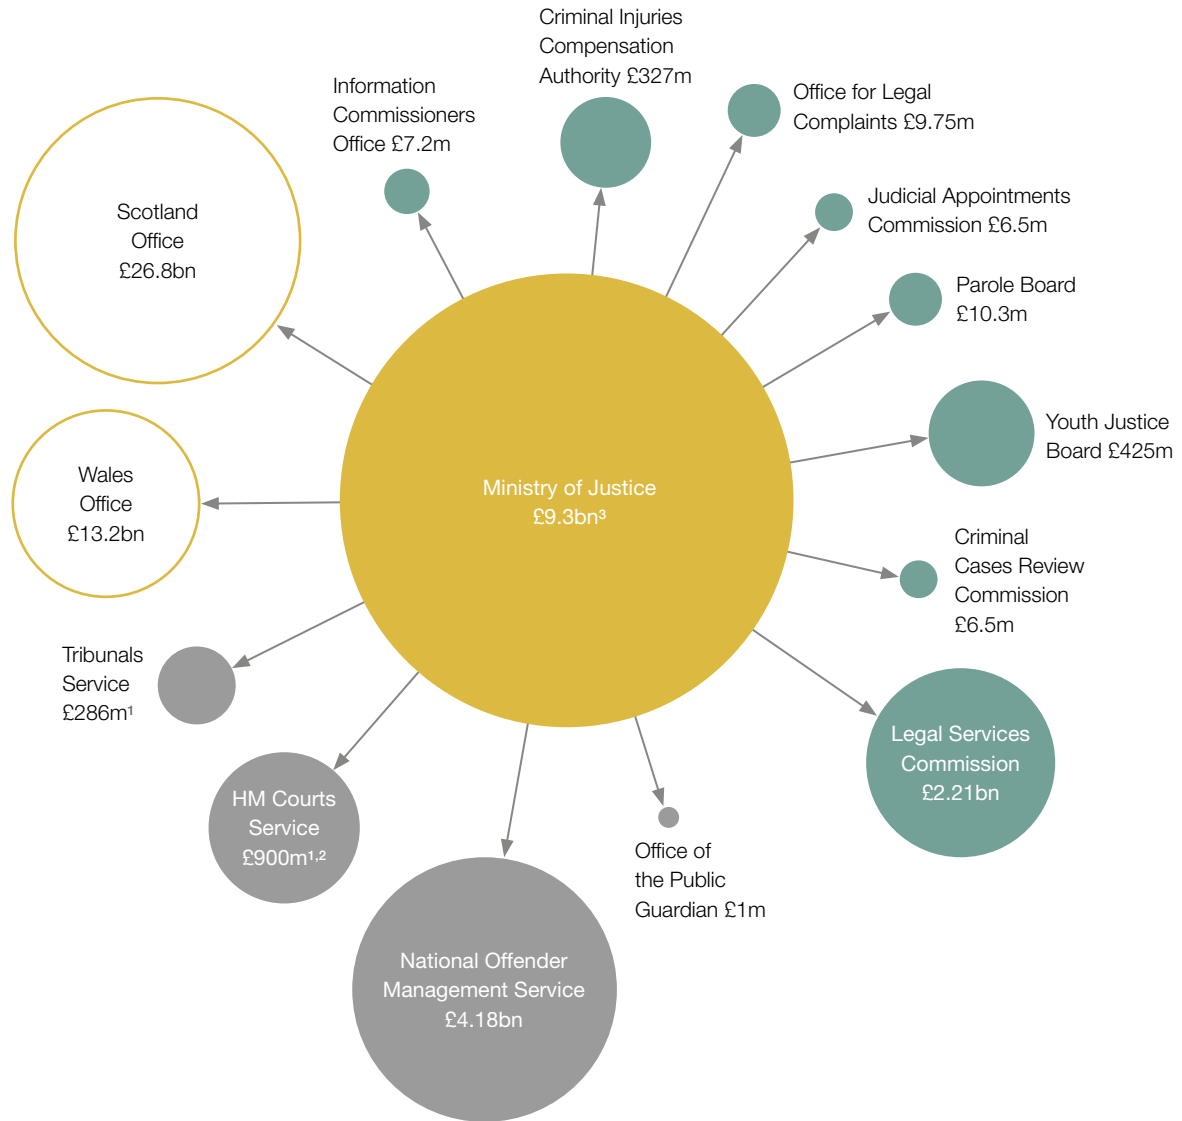 Criminal Injuries
Compensation
Authority £327m
Information
Commissioners
Office £7.2m
Office for Legal
Complaints £9.75m
Judicial Appointments
Commission £6.5m
Scotland
Office
£26.8bn
Parole Board
£10.3m
Youth Justice
Board £425m
Wales
Office
£13.2bn
Ministry of Justice
£9.3bn³
Criminal
Cases Review
Commission
£6.5m
Tribunals
Service
£286m¹
Legal Services
Commission
£2.21bn
HM Courts
Service
£900m¹,²
Office of
the Public
Guardian £1m
National Offender
Management Service
£4.18bn